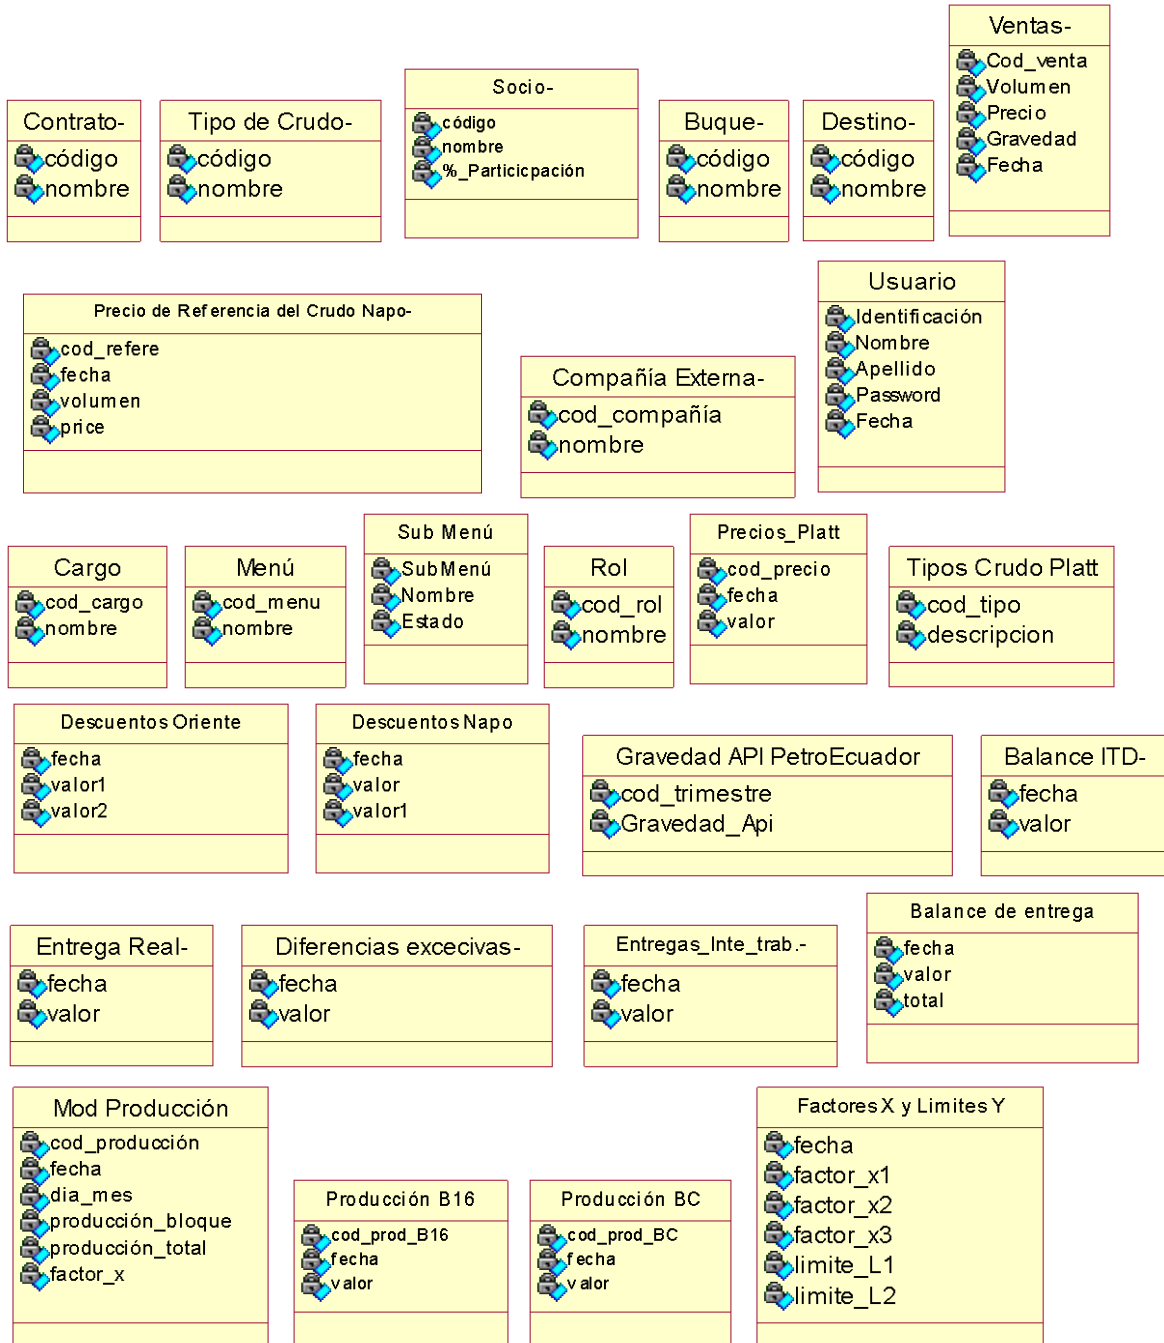 Contrato-
código
nombre
Tipo de Crudo-
código
nombre
Socio-
código
nombre
%_Particicpación
Buque-
código
nombre
Destino-
código
nombre
Ventas-
Cod_venta
Volumen
Precio
Gravedad
Fecha
Precio de Referencia del Crudo Napo-
cod_refere
fecha
volumen
price
Compañía Externa-
cod_compañía
nombre
Usuario
Identificación
Nombre
Apellido
Password
Fecha
Cargo
cod_cargo
nombre
Menú
cod_menu
nombre
Sub Menú
SubMenú
Nombre
Estado
Rol
cod_rol
nombre
Precios_Platt
cod_precio
fecha
valor
Tipos Crudo Platt
cod_tipo
descripcion
Descuentos Oriente
fecha
valor1
valor2
Descuentos Napo
fecha
valor
valor1
Gravedad API PetroEcuador
cod_trimestre
Gravedad_Api
Balance ITD-
fecha
valor
Entrega Real-
fecha
valor
Diferencias excecivas-
fecha
valor
Entregas_Inte_trab.-
fecha
valor
Balance de entrega
fecha
valor
total
Mod Producción
cod_producción
fecha
dia_mes
producción_bloque
producción_total
factor_x
Producción B16
cod_prod_B16
fecha
valor
Producción BC
cod_prod_BC
fecha
valor
Factores X y Limites Y
fecha
factor_x1
factor_x2
factor_x3
limite_L1
limite_L2